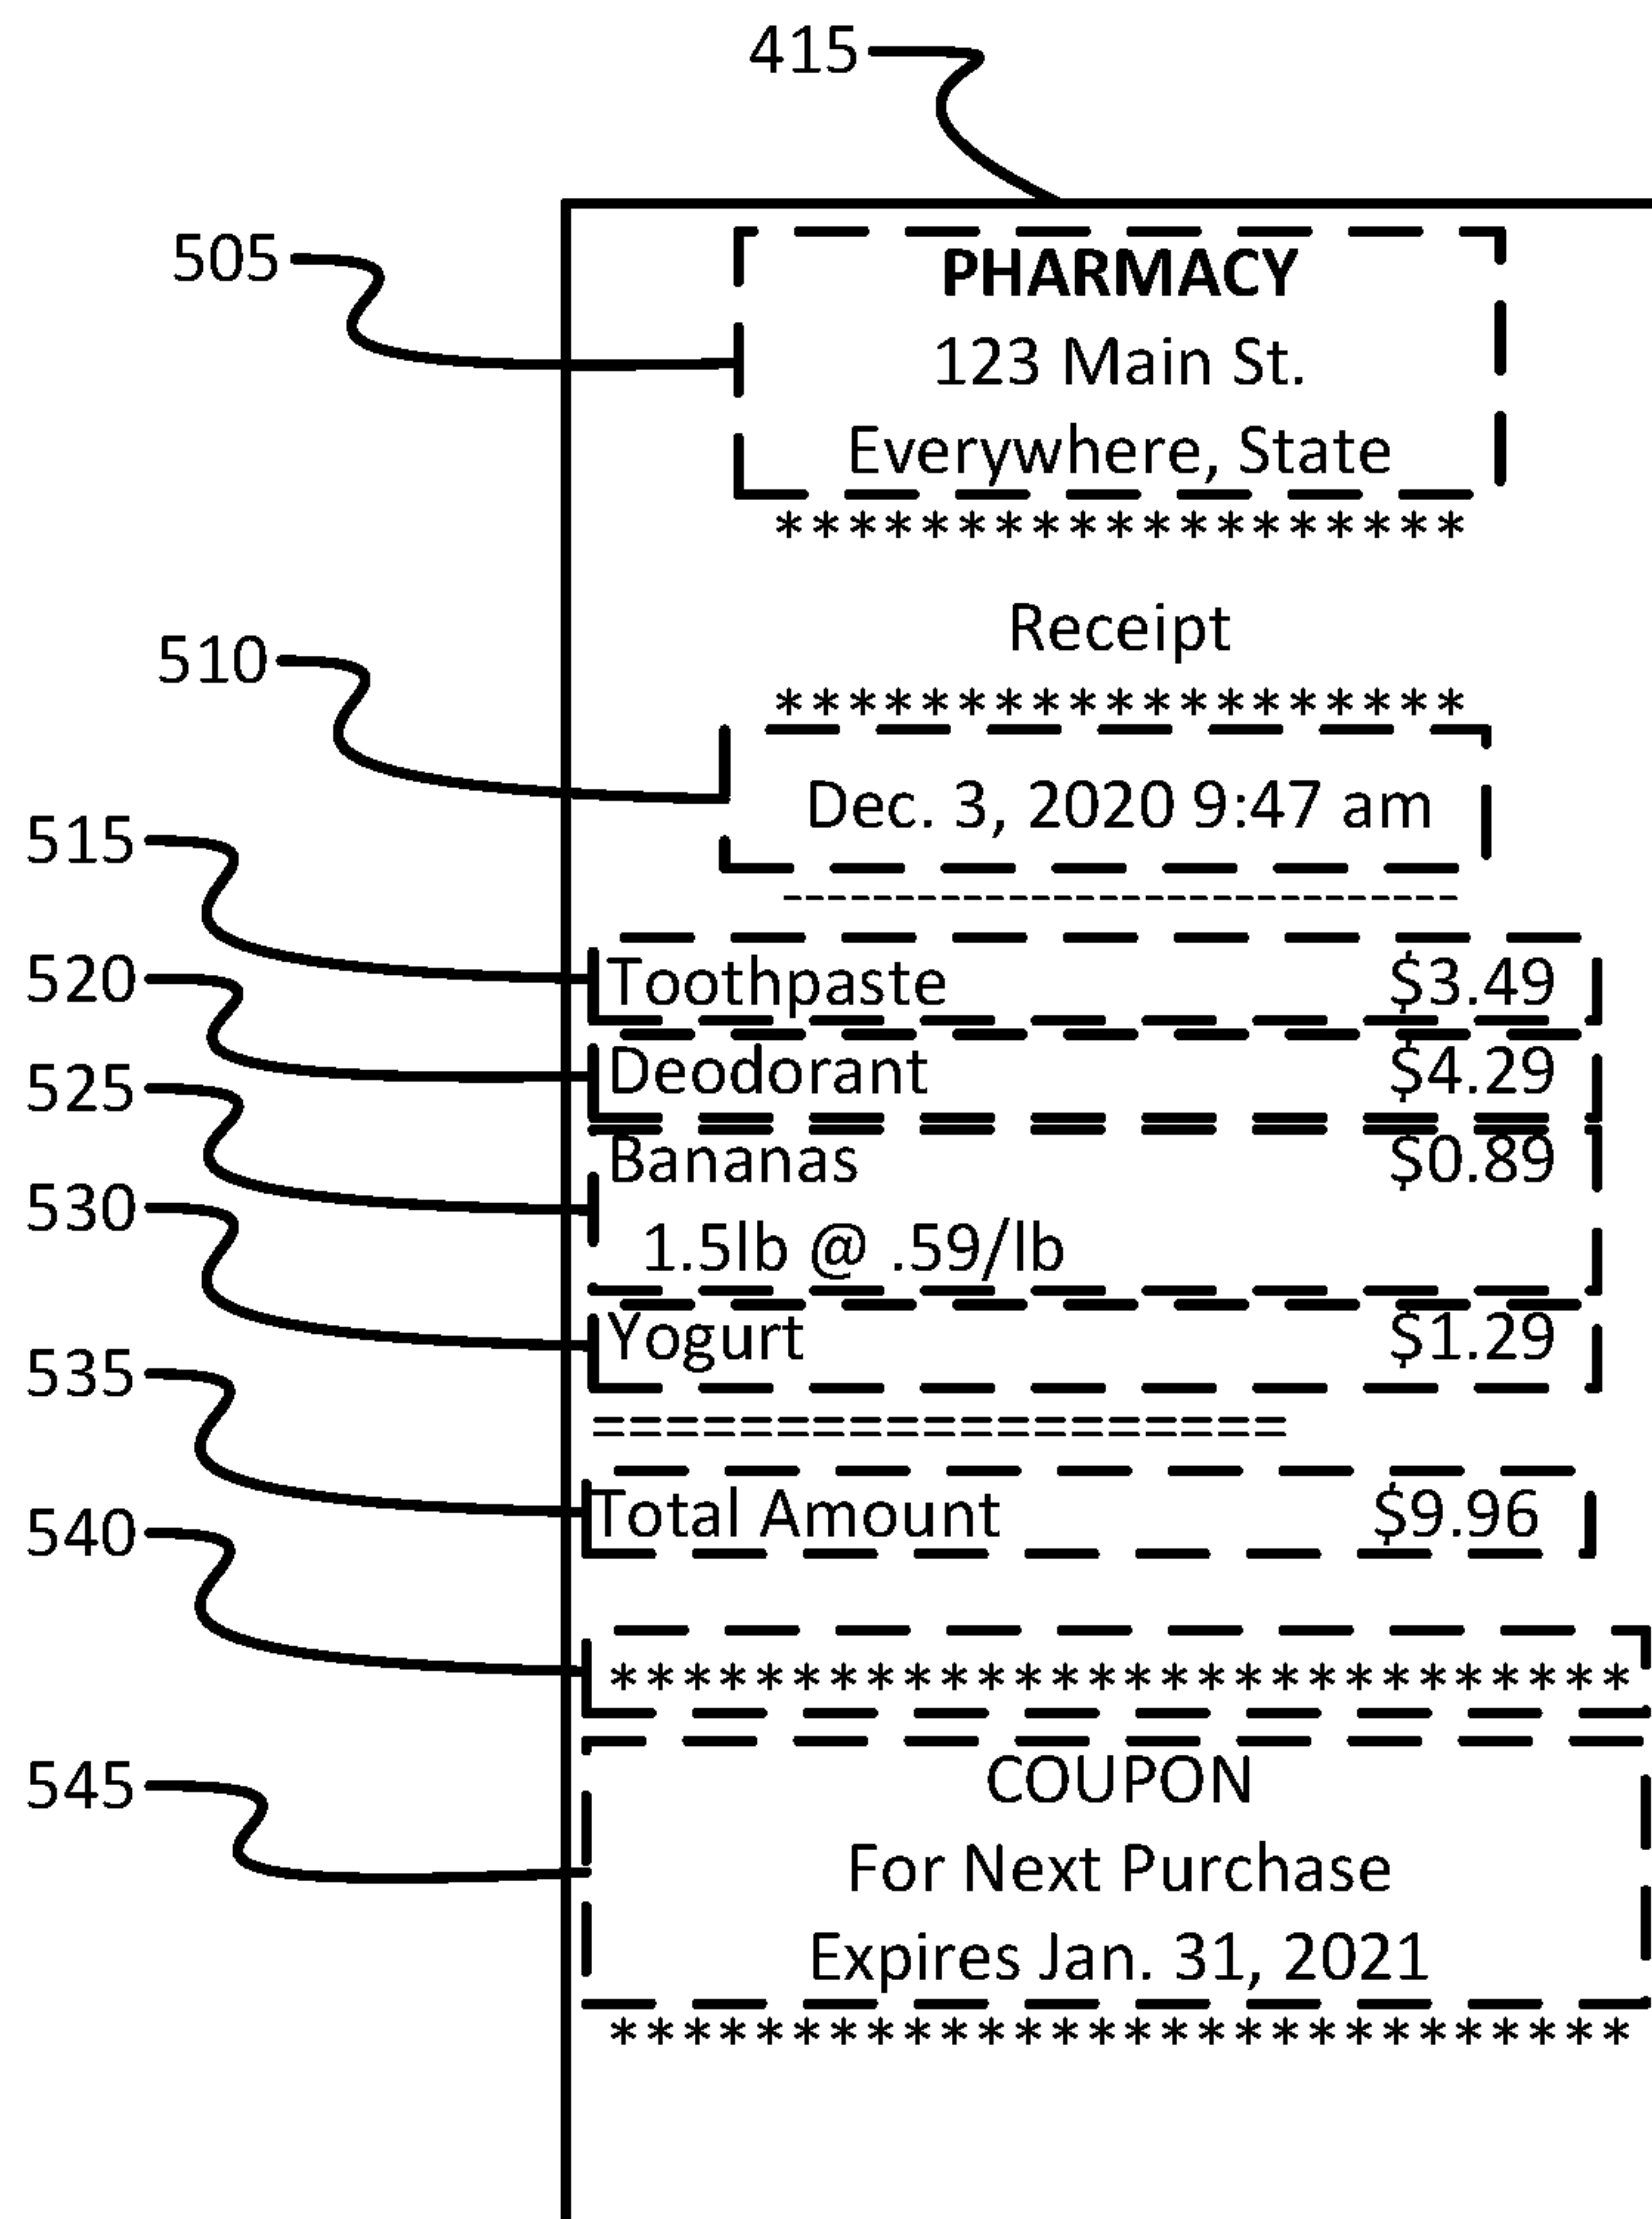 415
505
PHARMACY
123 Main St.
Everywhere, State
*******************
Receipt
510
*******************
Dec. 3, 2020 9:47 am
515
-------------------------------
Toothpaste $3.49
520
Deodorant $4.29
525
Bananas $0.89
530
1.5lb @ .59/lb
Yogurt $1.29
535
===================
Total Amount $9.96
540
****************************
545
COUPON
For Next Purchase
Expires Jan. 31, 2021
****************************